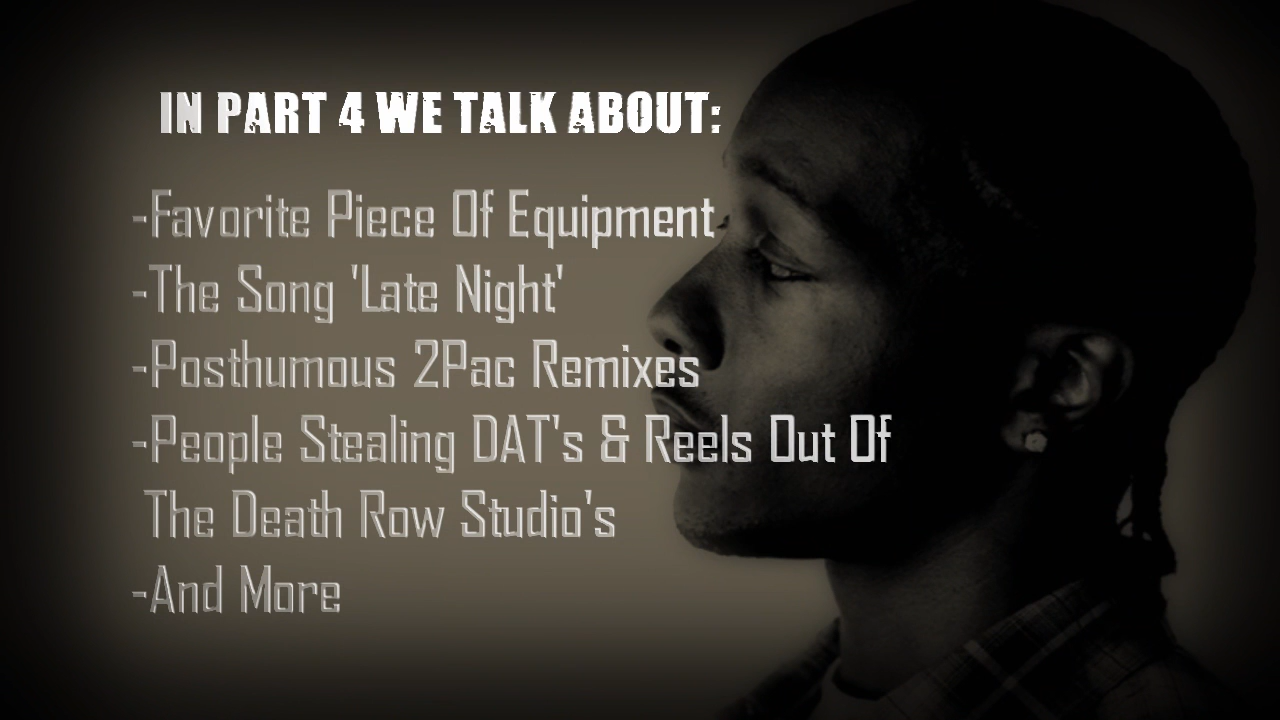 IN PART 4 WE TALK ABOUT:
-Favorite Piece Of Equipment
-The Song 'Late Night'
-Posthumous 2Pac Remixes
-People Stealing DAT's & Reels Out Of
The Death Row Studio's
-And More